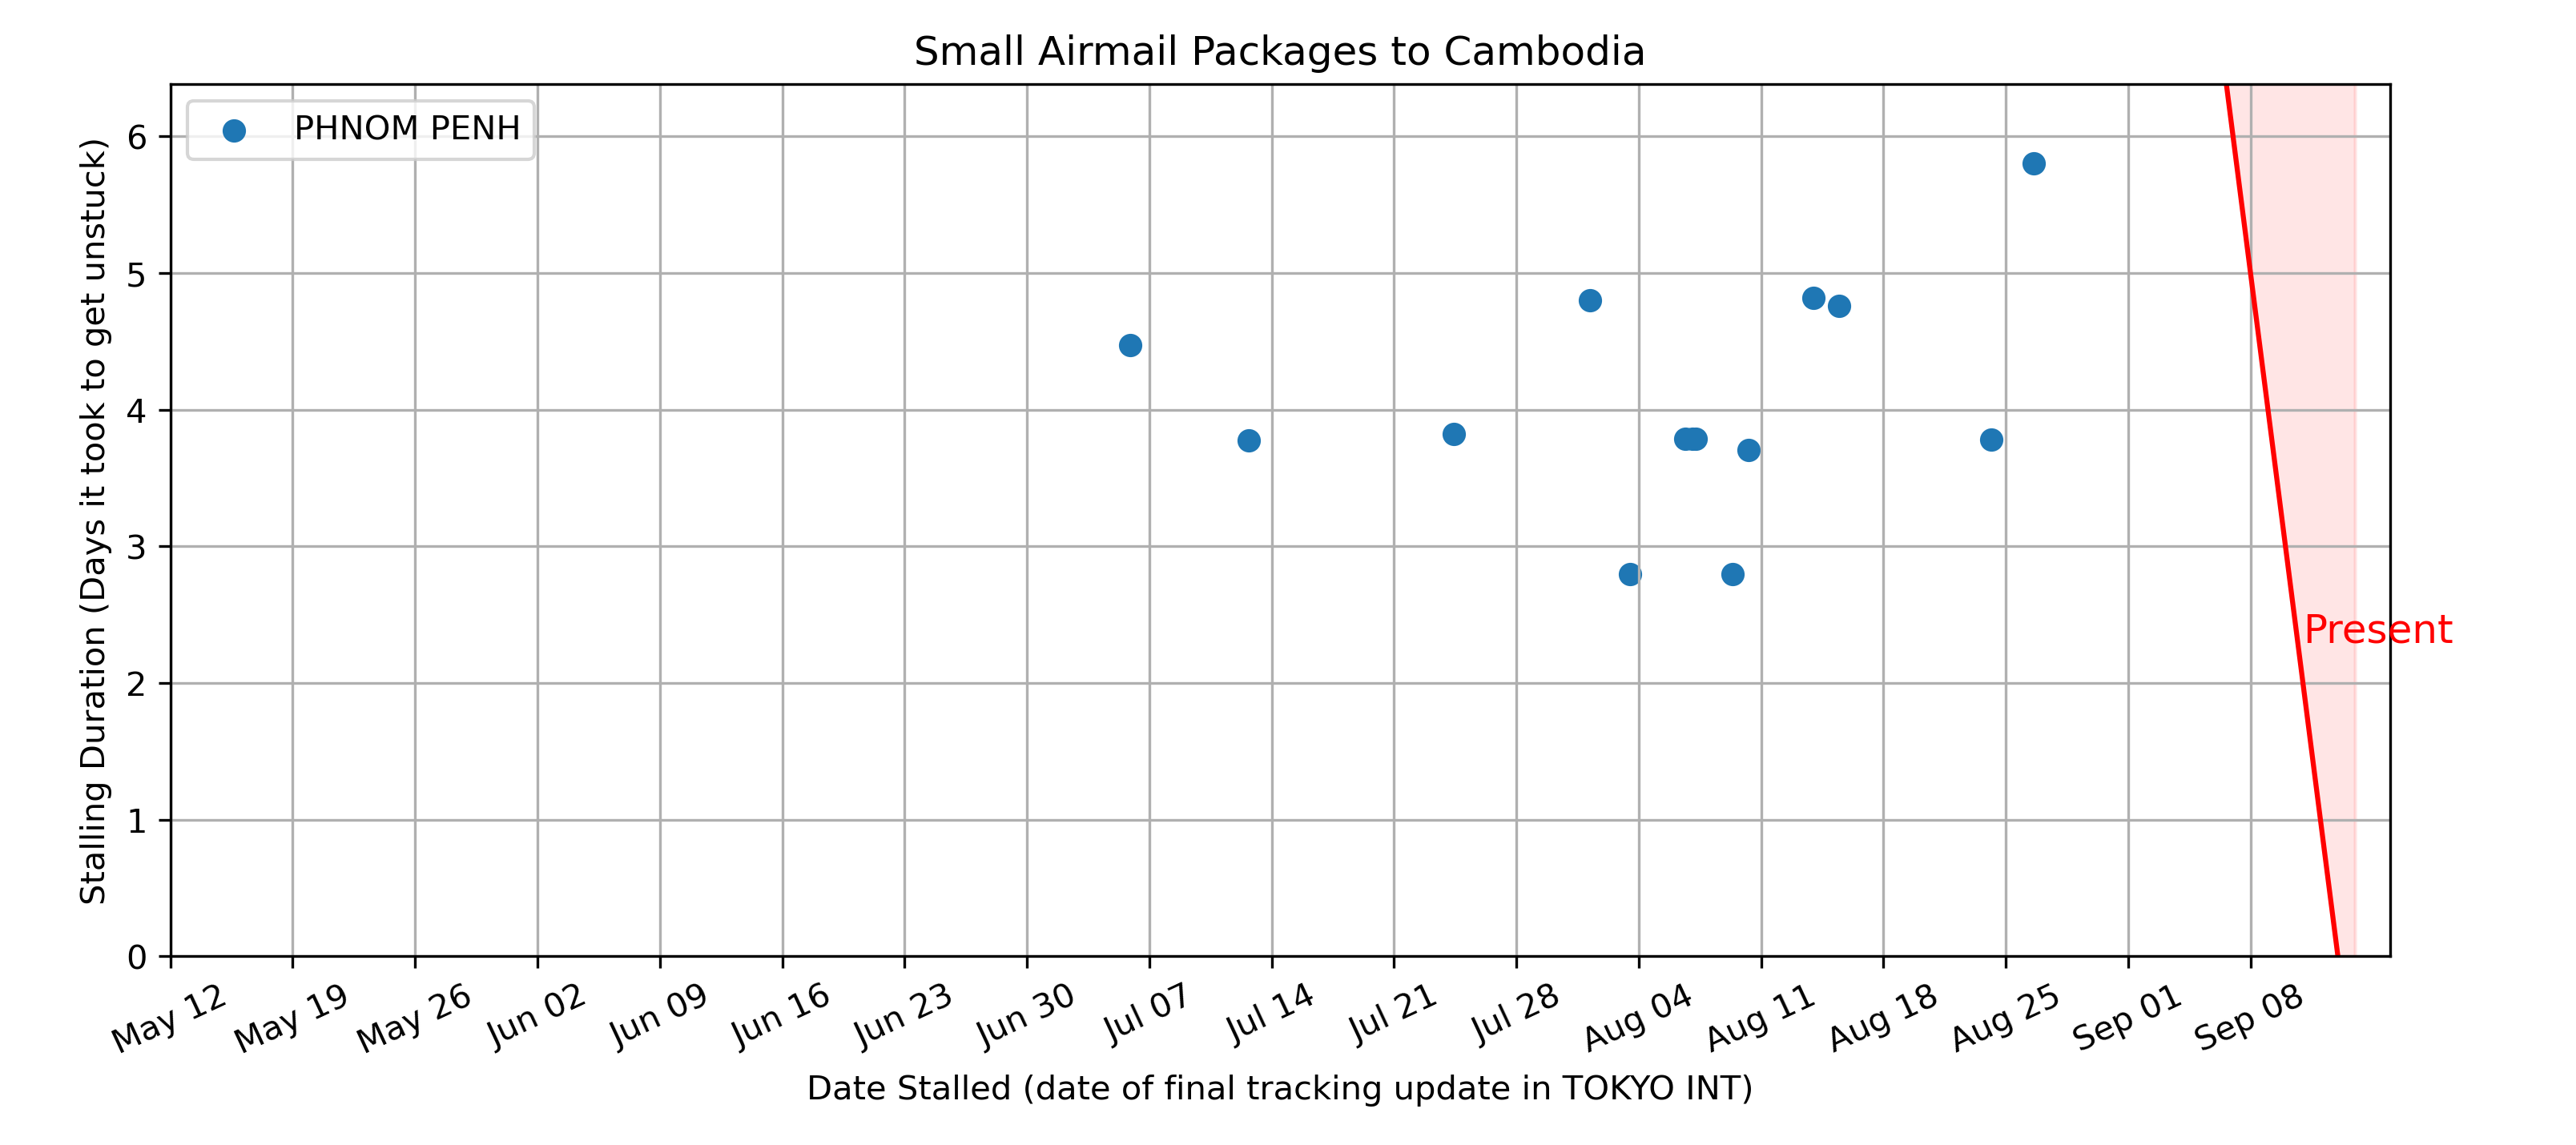 Small Airmail Packages to Cambodia
PHNOM PENH
Stalling Duration (Days it took to get unstuck)
6
5
4
3
2
1
0
Present
May 12
May 19
May 26
Jun 02
Jun 09
Jun 16
Jun 23
Jun 30
Jul 07
Jul 14
Jul 21
Jul 28
Aug 04
Aug 11
Aug 18
Aug 25
Sep 01
Sep 08
Date Stalled (date of final tracking update in TOKYO INT)